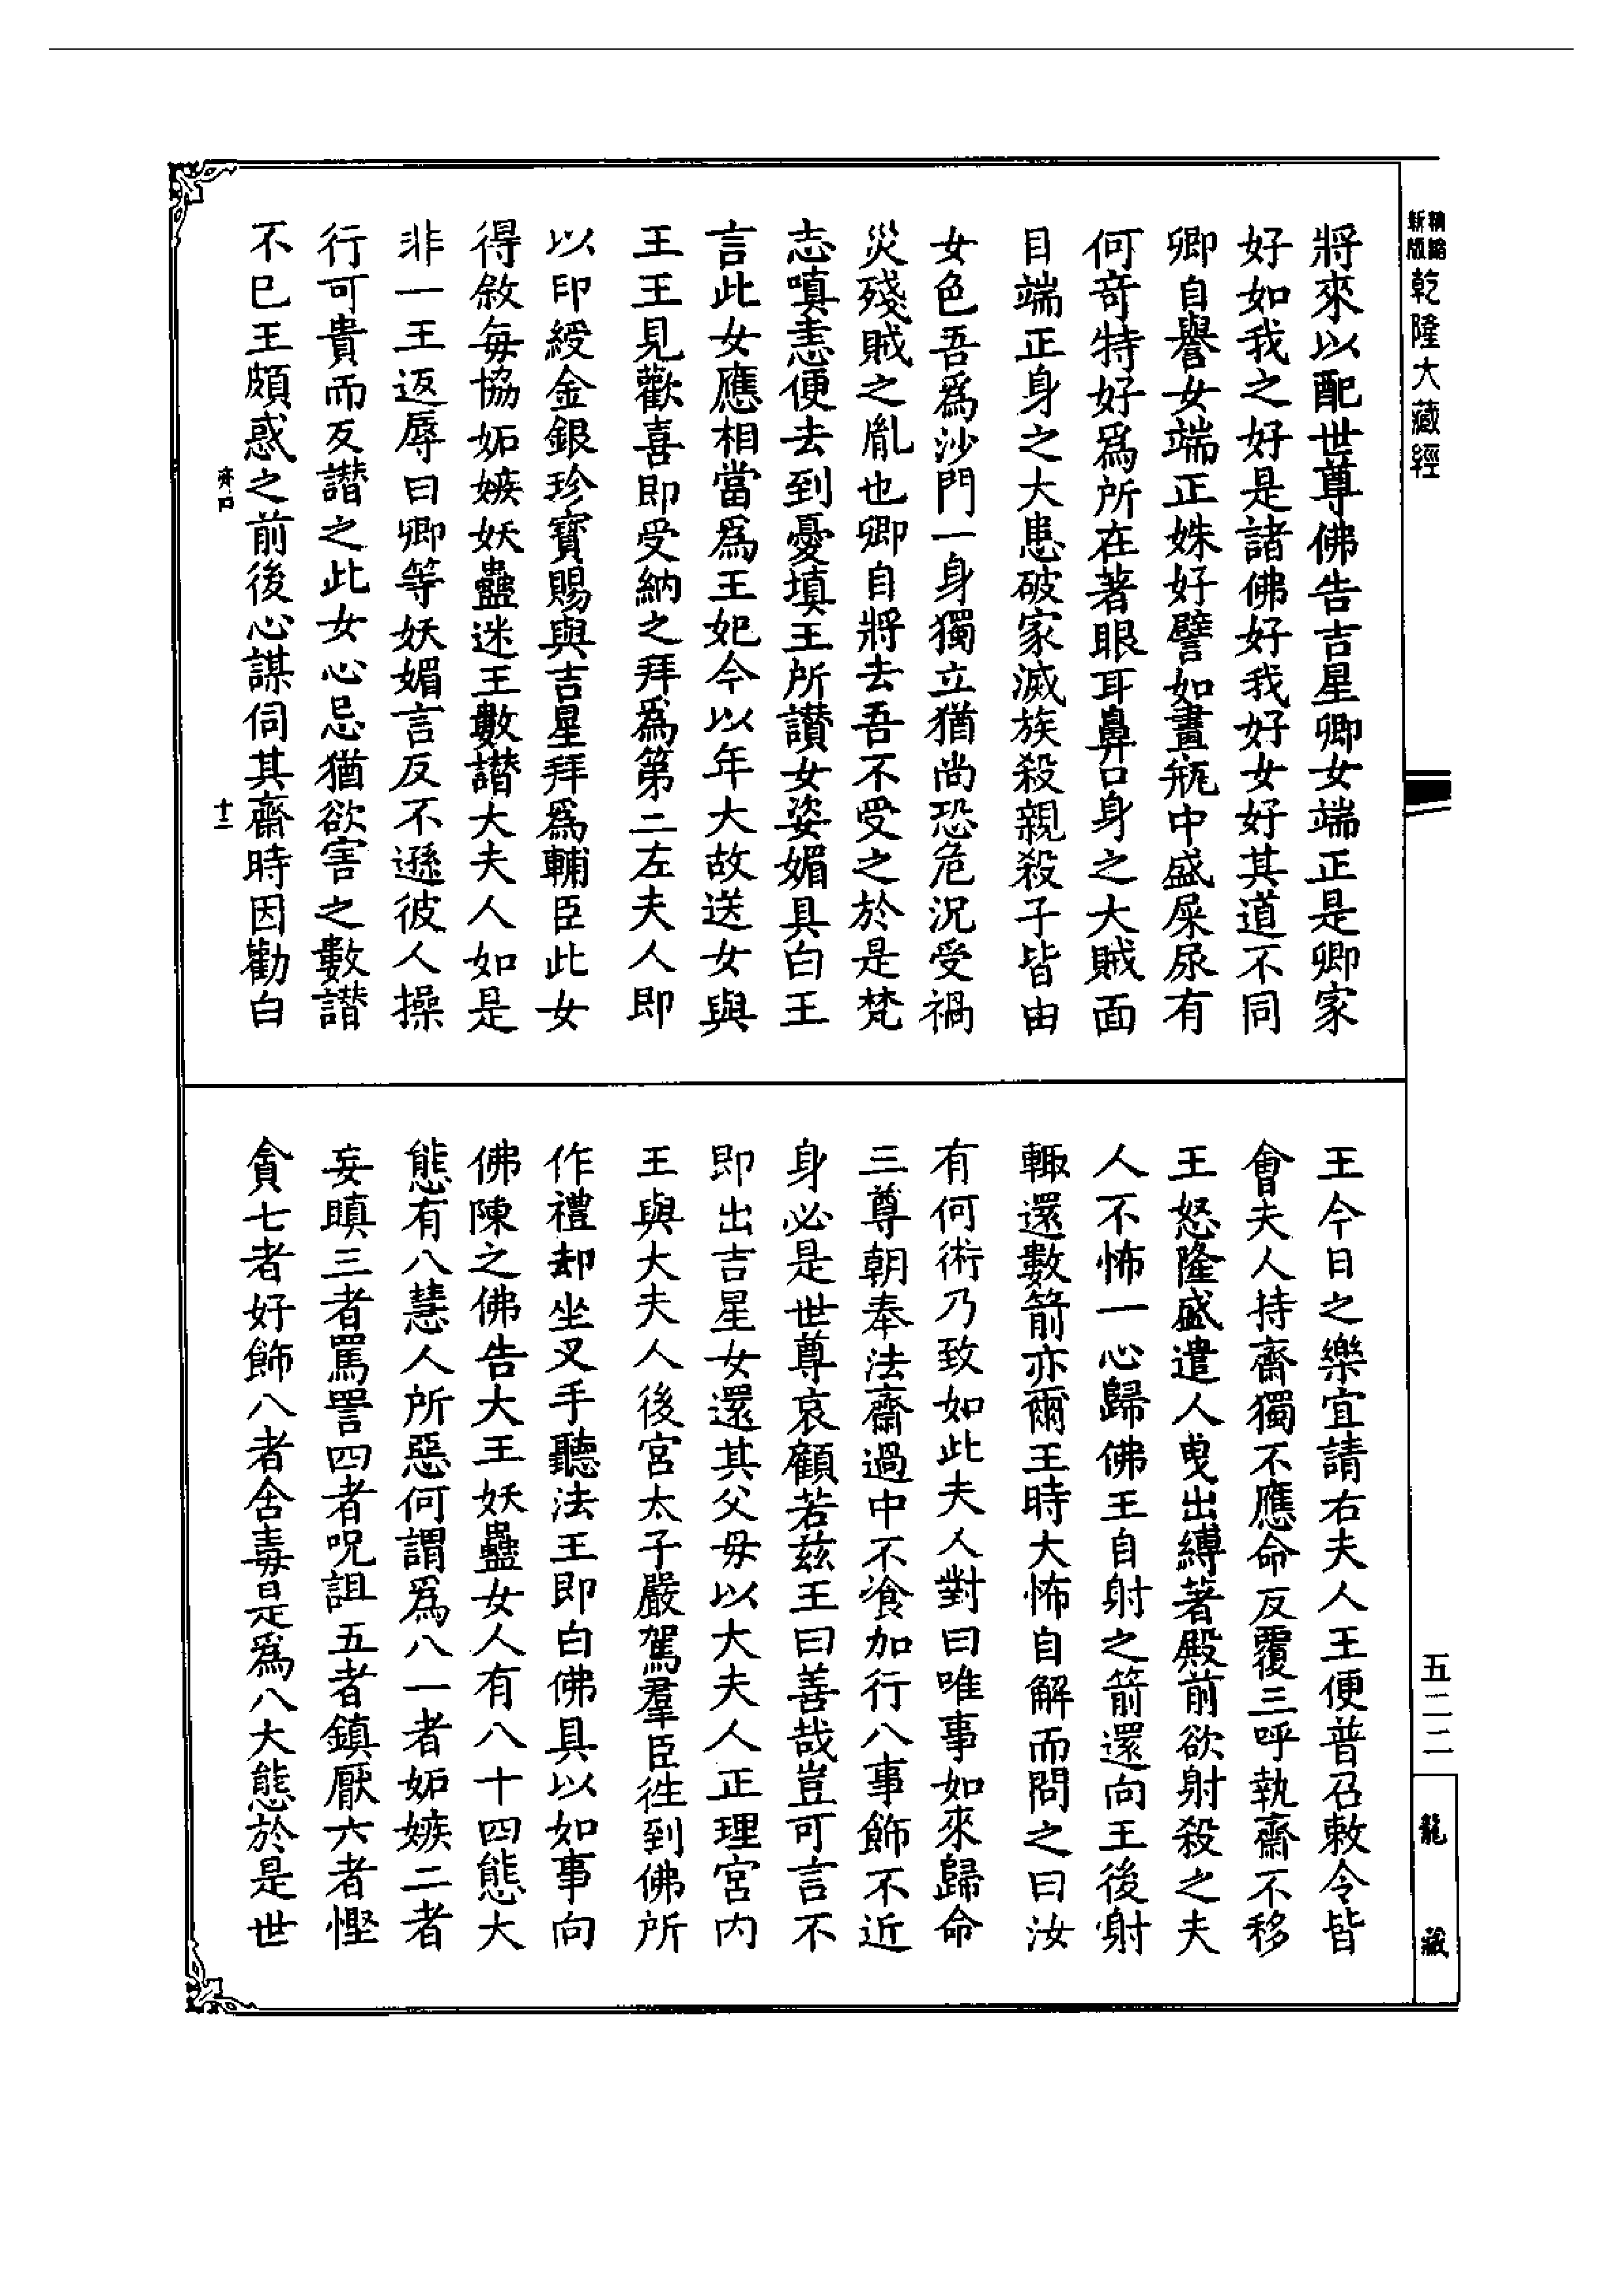 新版 精縮 乾隆大藏經
將來以配世尊佛告吉星卿女端正是卿家
好如我之好是諸佛好我好女好其道不同
卿自譽女端正姝好譬如畫瓶中盛屎尿有
何奇特好爲所在著眼耳鼻口身之大賊面
目端正身之大患破家滅族殺親殺子皆由
女色吾爲沙門一身獨立猶尚恐危況受禍
災殘賊之胤也卿自將去吾不受之於是梵
志嗔恚便去到憂填王所讚女姿媚具白王
言此女應相當爲王妃今以年大故送女與
王王見歡喜即受納之拜爲第二左夫人即
以印綬金銀珍寶賜與吉星拜爲輔臣此女
得敘每協妬嫉妖蠱迷王數譖大夫人如是
非一王返辱曰卿等妖媚言反不遜彼人操
行可貴而反譖之此女心忌猶欲害之數譖
不已王頗惑之前後心謀伺其齋時因勸白
十二
王今日之樂宜請右夫人王便普召敕令皆
會夫人持齋獨不應命反覆三呼執齋不移
王怒隆盛遣人曳出縛著殿前欲射殺之夫
人不怖一心歸佛王自射之箭還向王後射
輙還數箭亦爾王時大怖自解而問之曰汝
有何術乃致如此夫人對曰唯事如來歸命
三尊朝奉法齋過中不飡加行八事飾不近
身必是世尊哀顧若茲王曰善哉豈可言不
即出吉星女還其父母以大夫人正理宮内
王與大夫人後宮太子嚴駕羣臣徃到佛所
作禮却坐叉手聽法王即白佛具以如事向
佛陳之佛告大王妖蠱女人有八十四態大
態有八慧人所惡何謂爲八一者妬嫉二者
妄瞋三者罵詈四者呪詛五者鎮厭六者慳
貪七者好飾八者含毒是爲八大態於是世
五二二
龍藏